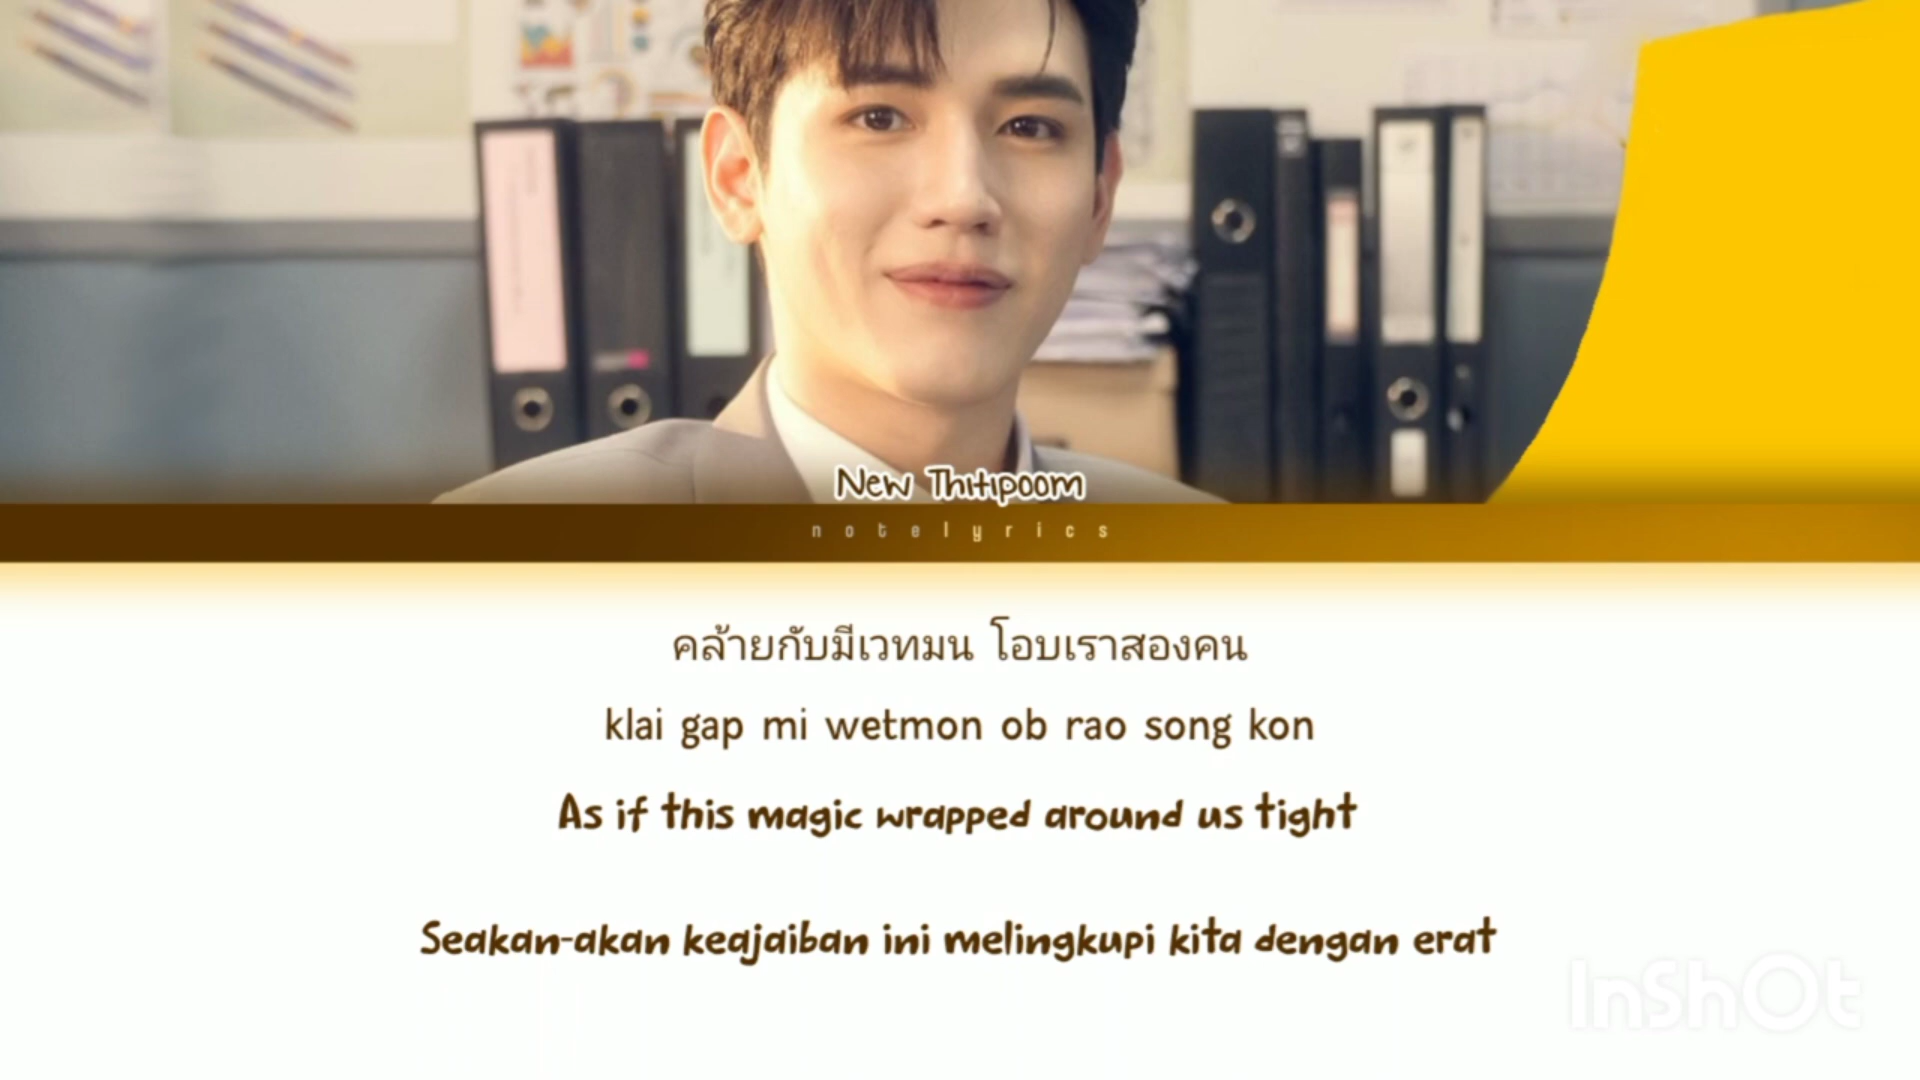 New Thitipoom
notelyrics
คล้ายกับมีเวทมน โอบเราสองคน
klai gap mi wetmon ob rao song kon
As if this magic wrapped around us tight
Seakan-akan keajaiban ini melingkupi kita dengan erat
InShOt